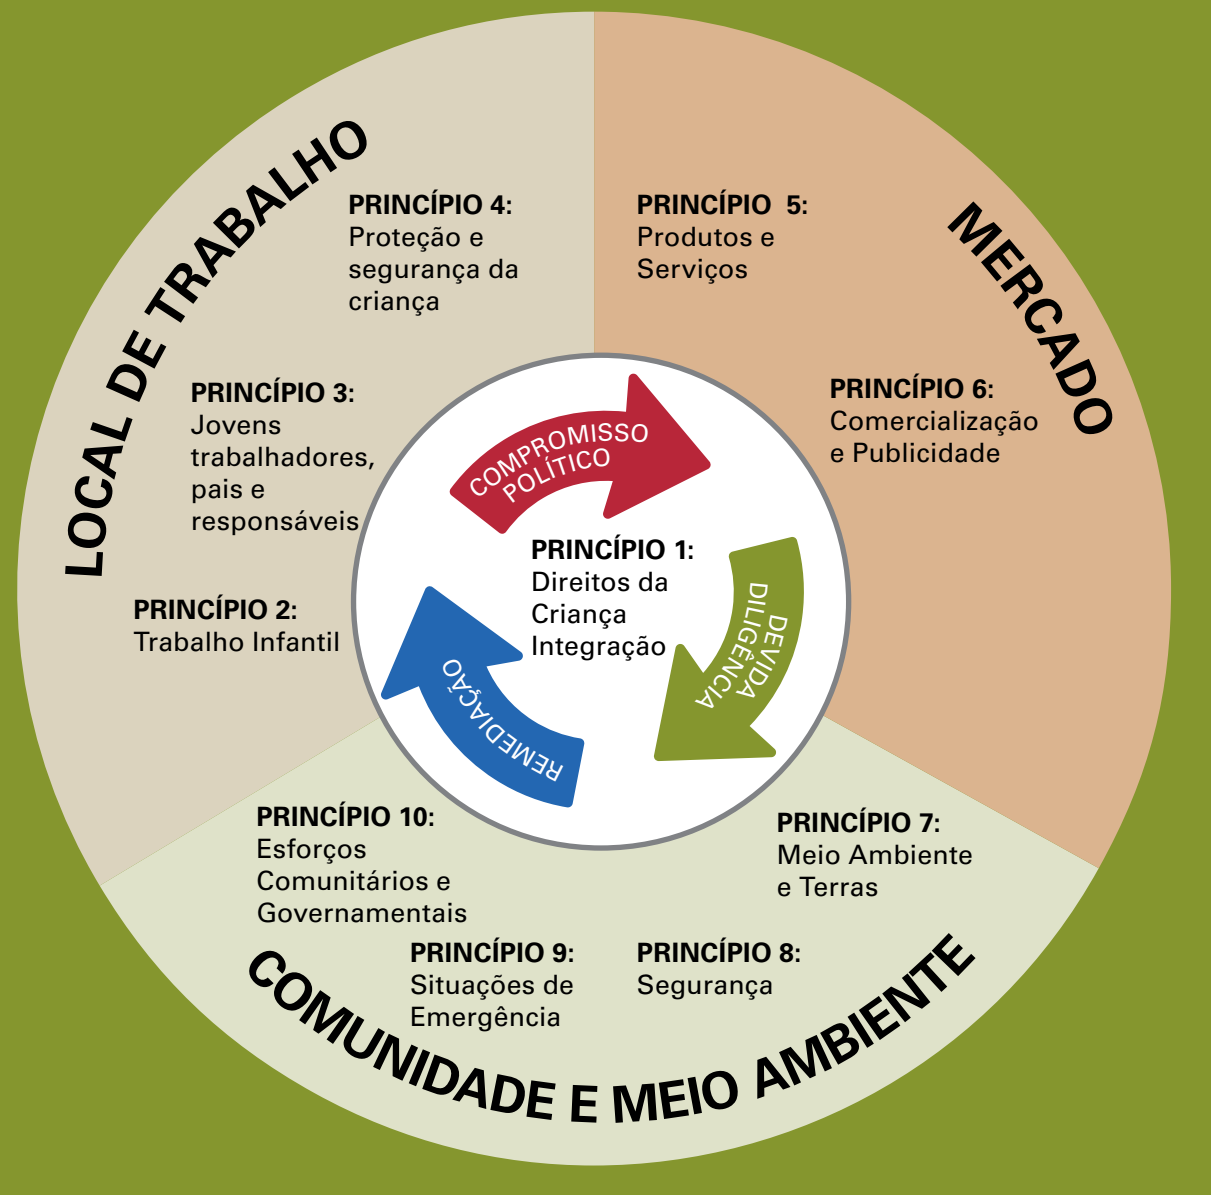 LOCAL DE TRABALHO
PRINCÍPIO 4:
Proteção e
segurança da
criança
PRINCÍPIO 3:
Jovens
trabalhadores,
pais e
responsáveis
PRINCÍPIO 2:
Trabalho Infantil
MERCADO
PRINCÍPIO 5:
Produtos e
Serviços
PRINCÍPIO 6:
Comercialização
e Publicidade
COMPROMISSO
POLÍTICO
PRINCÍPIO 1:
Direitos da
Criança
Integração
DEVIDA
DILIGÊNCIA
REMEDIAÇÃO
PRINCÍPIO 10:
Esforços
Comunitários e
Governamentais
PRINCÍPIO 9:
Situações de
Emergência
PRINCÍPIO 8:
Segurança
PRINCÍPIO 7:
Meio Ambiente
e Terras
COMUNIDADE E MEIO AMBIENTE